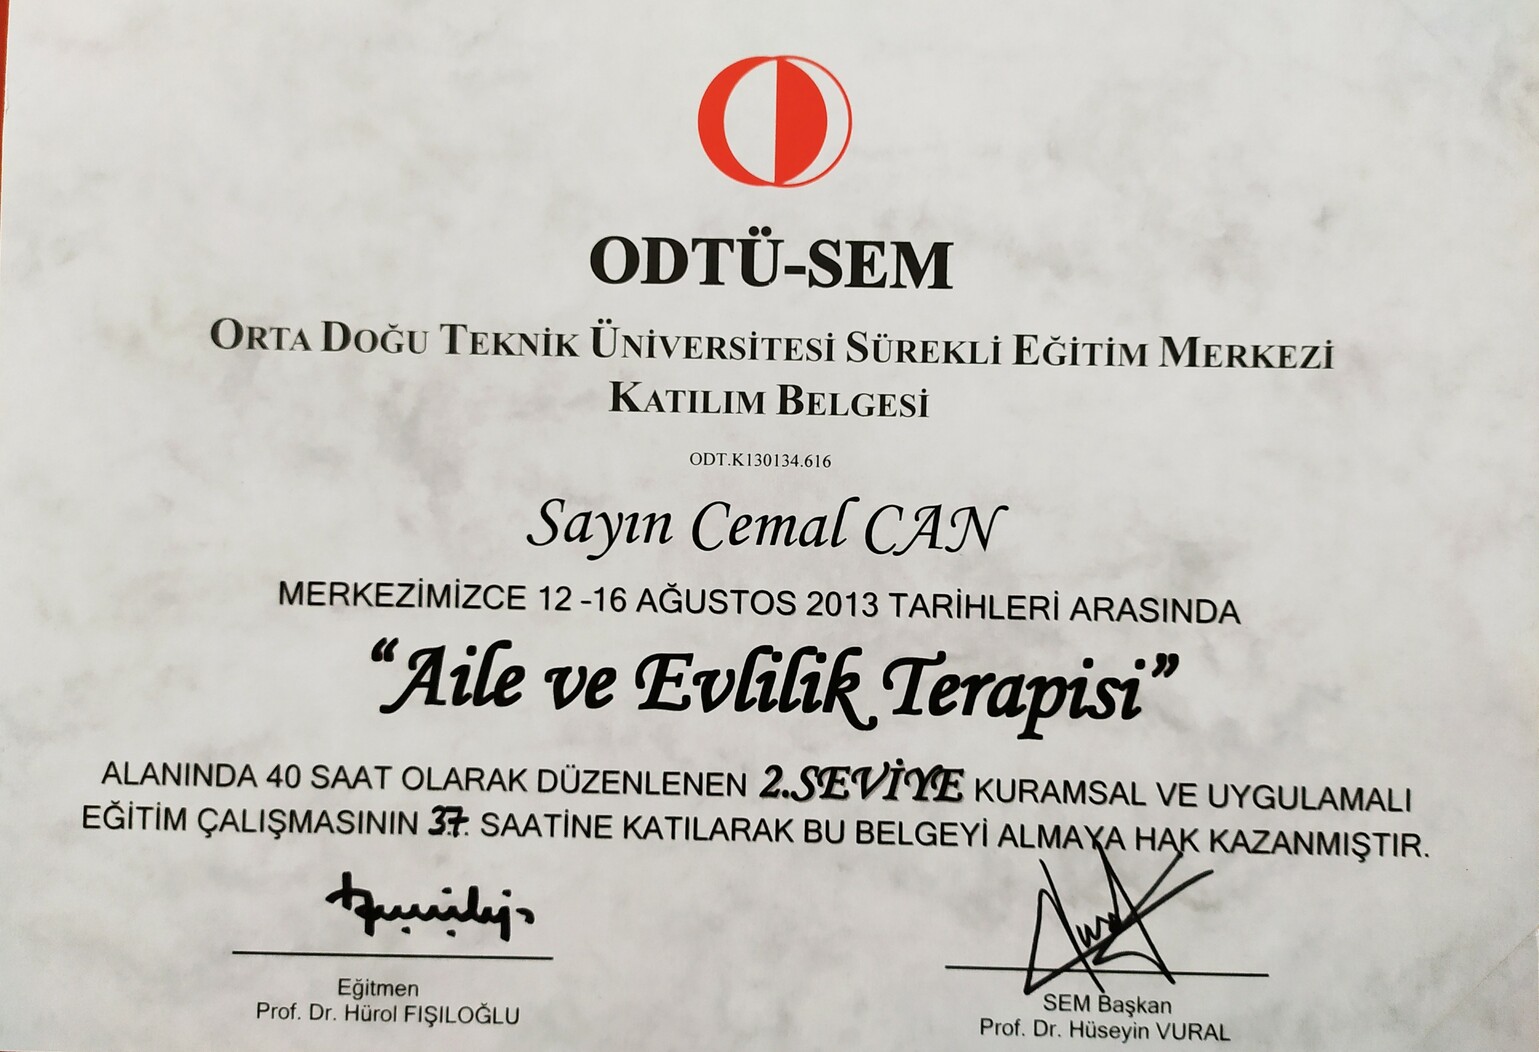 ODTÜ-SEM
ORTA DOĞU TEKNİK ÜNİVERSİTESİ SÜREKLİ EĞİTİM MERKEZİ
KATILIM BELGESİ
ODT.K130134.616
Sayın Cemal CAN
MERKEZİMİZCE 12 -16 AĞUSTOS 2013 TARİHLERİ ARASINDA
“Aile ve Evlilik Terapisi”
ALANINDA 40 SAAT OLARAK DÜZENLENEN 2.SEVİYE KURAMSAL VE UYGULAMALI
EĞİTİM ÇALIŞMASININ 37. SAATİNE KATILARAK BU BELGEYİ ALMAYA HAK KAZANMIŞTIR.
Eğitmen
Prof. Dr. Hürol FIŞILOĞLU
SEM Başkan
Prof. Dr. Hüseyin VURAL